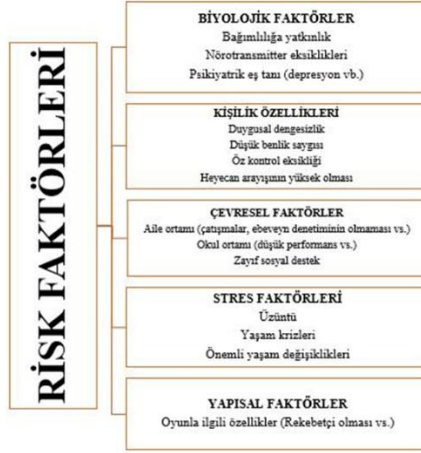 RİSK FAKTÖRLERİ
BİYOLOJİK FAKTÖRLER
Bağımlılığa yatkınlık
Nörotransmitter eksiklikleri
Psikiyatrik eş tanı (depresyon vb.)
KİŞİLİK ÖZELLİKLERİ
Duygusal dengesizlik
Düşük benlik saygısı
Öz kontrol eksikliği
Heyecan arayışının yüksek olması
ÇEVRESEL FAKTÖRLER
Aile ortamı (çatışmalar, ebeveyn denetiminin olmaması vs.)
Okul ortamı (düşük performans vs.)
Zayıf sosyal destek
STRES FAKTÖRLERİ
Üzüntü
Yaşam krizleri
Önemli yaşam değişiklikleri
YAPISAL FAKTÖRLER
Oyunla ilgili özellikler (Rekebetçi olması vs.)